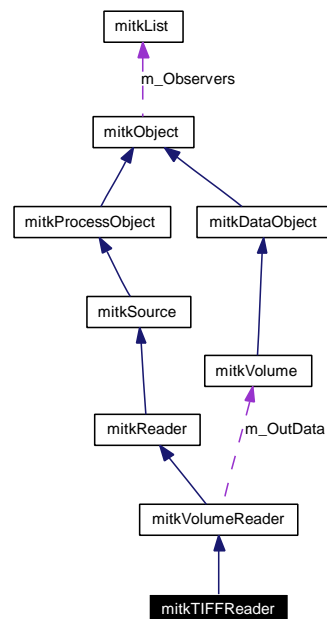 mitkList
m_Observers
mitkObject
mitkProcessObject
mitkDataObject
mitkSource
mitkVolume
mitkReader
m_OutData
mitkVolumeReader
mitkTIFFReader